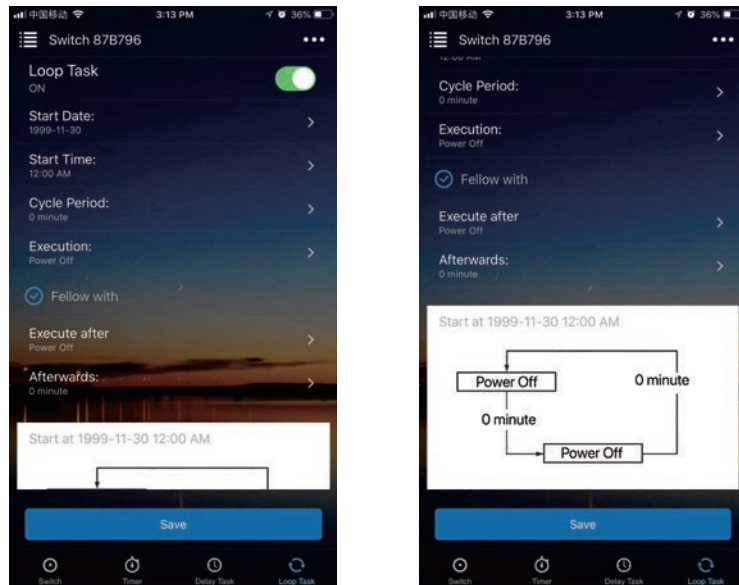 中国移动 3:13 PM 36%
Switch 87B796
Loop Task
ON
Start Date:
1999-11-30
Start Time:
12:00 AM
Cycle Period:
0 minute
Execution:
Power Off
Fellow with
Execute after
Power Off
Afterwards:
0 minute
Start at 1999-11-30 12:00 AM
Save
Switch Timer Delay Task Loop Task
中国移动 3:13 PM 36%
Switch 87B796
12:00 AM
Cycle Period:
0 minute
Execution:
Power Off
Fellow with
Execute after
Power Off
Afterwards:
0 minute
Start at 1999-11-30 12:00 AM
Power Off 0 minute
0 minute
Power Off
Save
Switch Timer Delay Task Loop Task